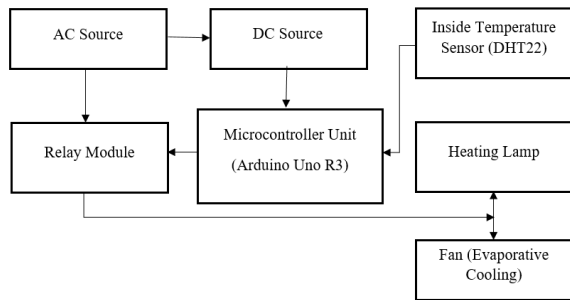 AC Source
DC Source
Inside Temperature
Sensor (DHT22)
Relay Module
Microcontroller Unit
(Arduino Uno R3)
Heating Lamp
Fan (Evaporative
Cooling)